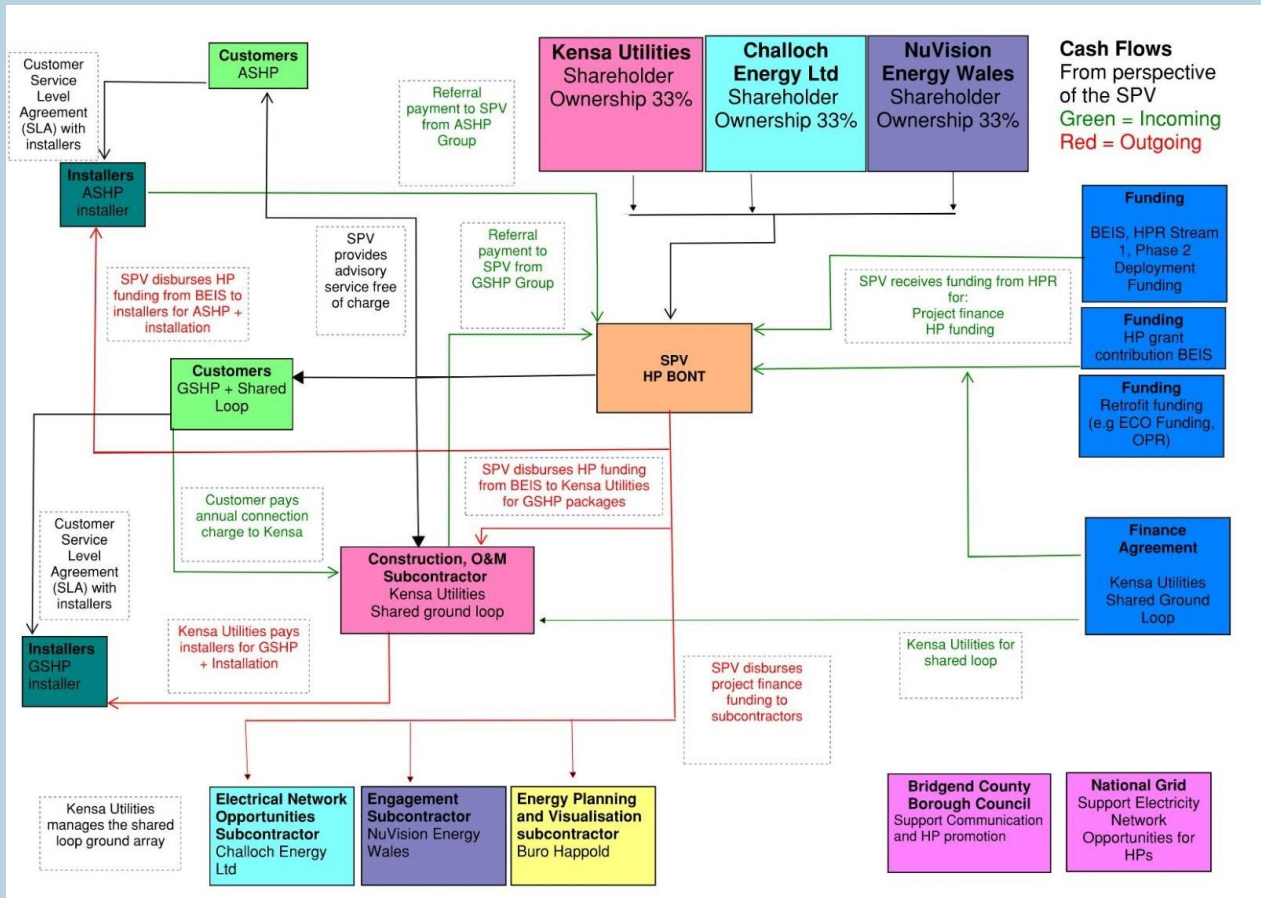 Customer
Service
Level
Agreement
(SLA) with
installers
Customers
ASHP
Referral
payment to SPV
from ASHP
Group
Kensa Utilities
Shareholder
Ownership 33%
Challoch
Energy Ltd
Shareholder
Ownership 33%
NuVision
Energy Wales
Shareholder
Ownership 33%
Cash Flows
From perspective
of the SPV
Green = Incoming
Red = Outgoing
Installers
ASHP
installer
SPV disburses HP
funding from BEIS to
installers for ASHP +
installation
SPV
provides
advisory
service free
of charge
Referral
payment to
SPV from
GSHP Group
SPV receives funding from HPR
for:
Project finance
HP funding
Funding
BEIS, HPR Stream
1, Phase 2
Deployment
Funding
Funding
HP grant
contribution BEIS
Funding
Retrofit funding
(e.g ECO Funding,
OPR)
SPV
HP BONT
Customers
GSHP + Shared
Loop
Customer pays
annual connection
charge to Kensa
SPV disburses HP funding
from BEIS to Kensa Utilities
for GSHP packages
Customer
Service
Level
Agreement
(SLA) with
installers
Construction, O&M
Subcontractor
Kensa Utilities
Shared ground loop
Finance
Agreement
Kensa Utilities
Shared Ground
Loop
Installers
GSHP
installer
Kensa Utilities pays
installers for GSHP
+ Installation
Kensa Utilities for
shared loop
SPV disburses
project finance
funding to
subcontractors
Kensa Utilities
manages the shared
loop ground array
Electrical Network
Opportunities
Subcontractor
Challoch Energy
Ltd
Engagement
Subcontractor
NuVision Energy
Wales
Energy Planning
and Visualisation
subcontractor
Buro Happold
Bridgend County
Borough Council
Support Communication
and HP promotion
National Grid
Support Electricity
Network
Opportunities for
HPs